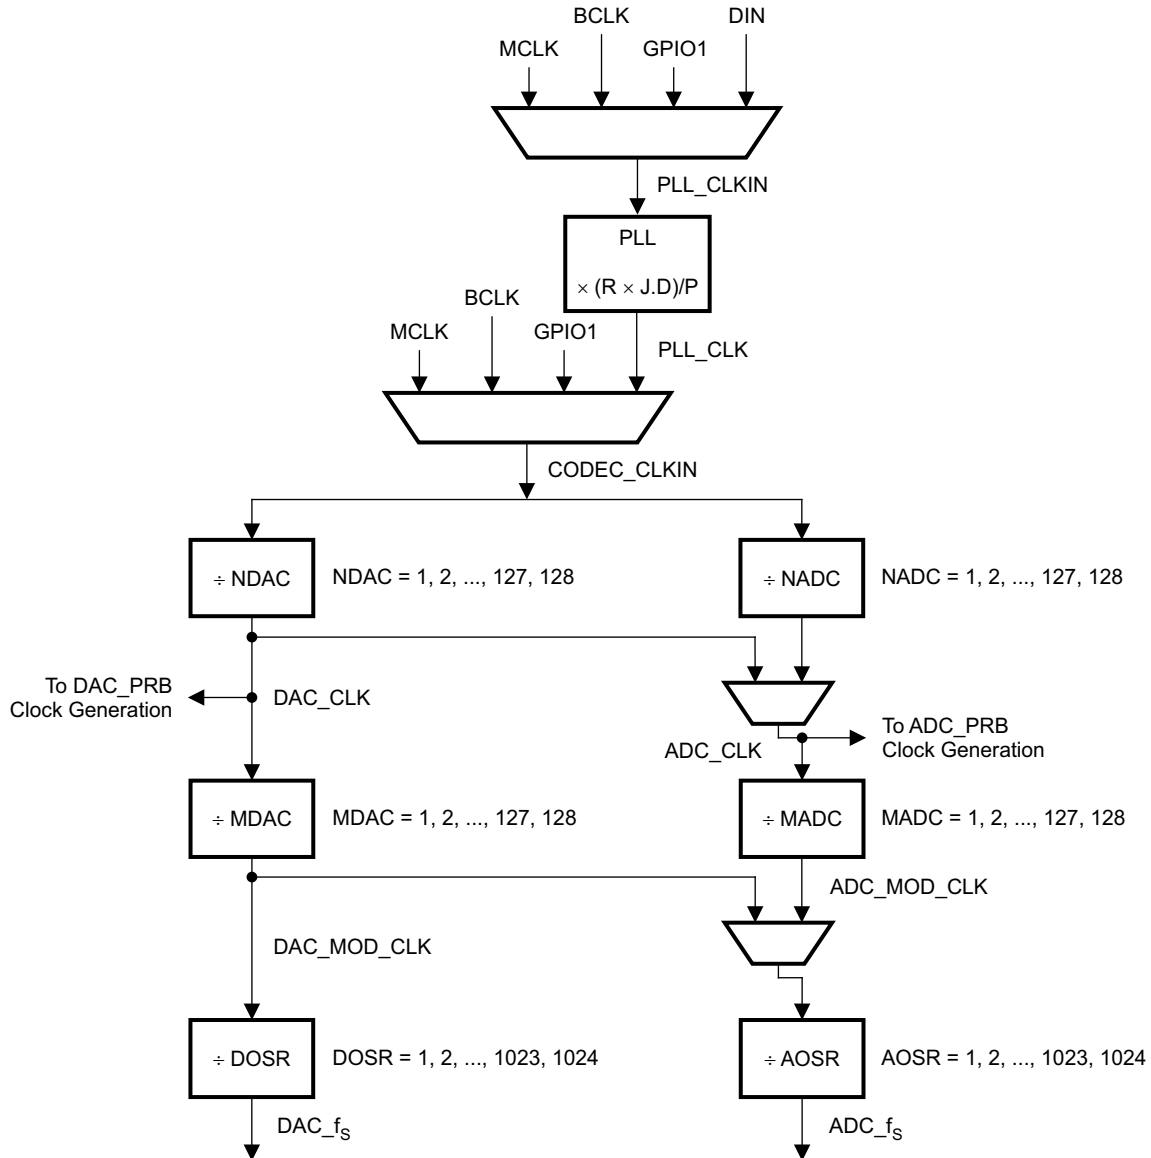 BCLK
DIN
MCLK
GPIO1
PLL_CLKIN
PLL
× (R × J.D)/P
BCLK
MCLK
GPIO1
PLL_CLK
CODEC_CLKIN
÷ NDAC
NDAC = 1, 2, ..., 127, 128
÷ NADC
NADC = 1, 2, ..., 127, 128
To DAC_PRB
Clock Generation
DAC_CLK
ADC_CLK
To ADC_PRB
Clock Generation
÷ MDAC
MDAC = 1, 2, ..., 127, 128
÷ MADC
MADC = 1, 2, ..., 127, 128
ADC_MOD_CLK
DAC_MOD_CLK
÷ DOSR
DOSR = 1, 2, ..., 1023, 1024
÷ AOSR
AOSR = 1, 2, ..., 1023, 1024
DAC_fS
ADC_fS